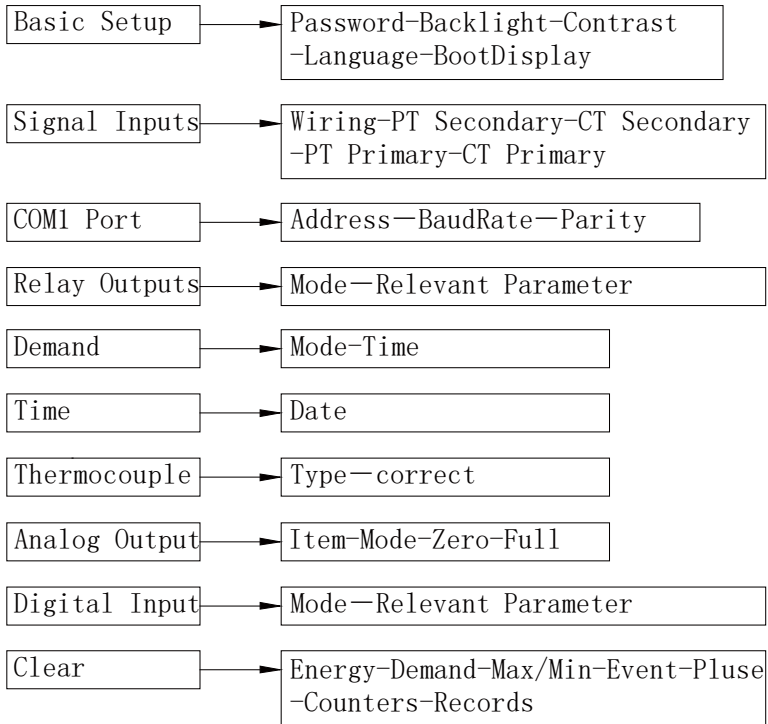 Basic Setup
Password-Backlight-Contrast
-Language-BootDisplay
Signal Inputs
Wiring-PT Secondary-CT Secondary
-PT Primary-CT Primary
COM1 Port
Address—BaudRate—Parity
Relay Outputs
Mode—Relevant Parameter
Demand
Mode-Time
Time
Date
Thermocouple
Type—correct
Analog Output
Item-Mode-Zero-Full
Digital Input
Mode—Relevant Parameter
Clear
Energy-Demand-Max/Min-Event-Pluse
-Counters-Records